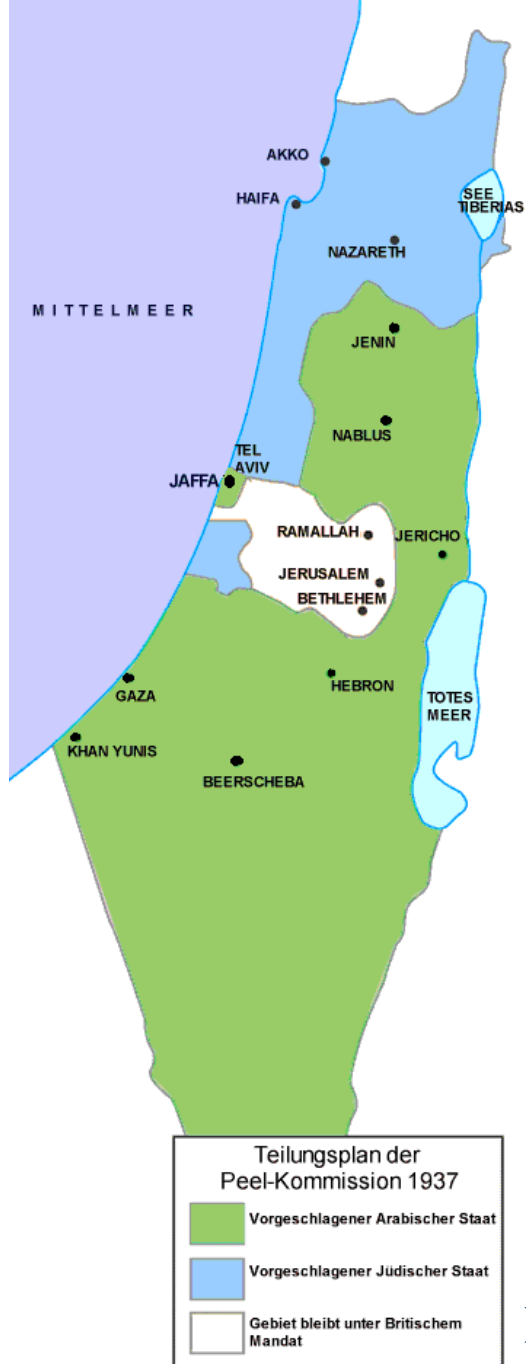 AKKO
HAIFA
SEE
TIBERIAS
NAZARETH
MITTELMEER
JENIN
NABLUS
TEL
AVIV
JAFFA
RAMALLAH
JERICHO
JERUSALEM
BETHLEHEM
HEBRON
GAZA
TOTES
MEER
KHAN YUNIS
BEERSCHEBA
Teilungsplan der
Peel-Kommission 1937
Vorgeschlagener Arabischer Staat
Vorgeschlagener Jüdischer Staat
Gebiet bleibt unter Britischem
Mandat